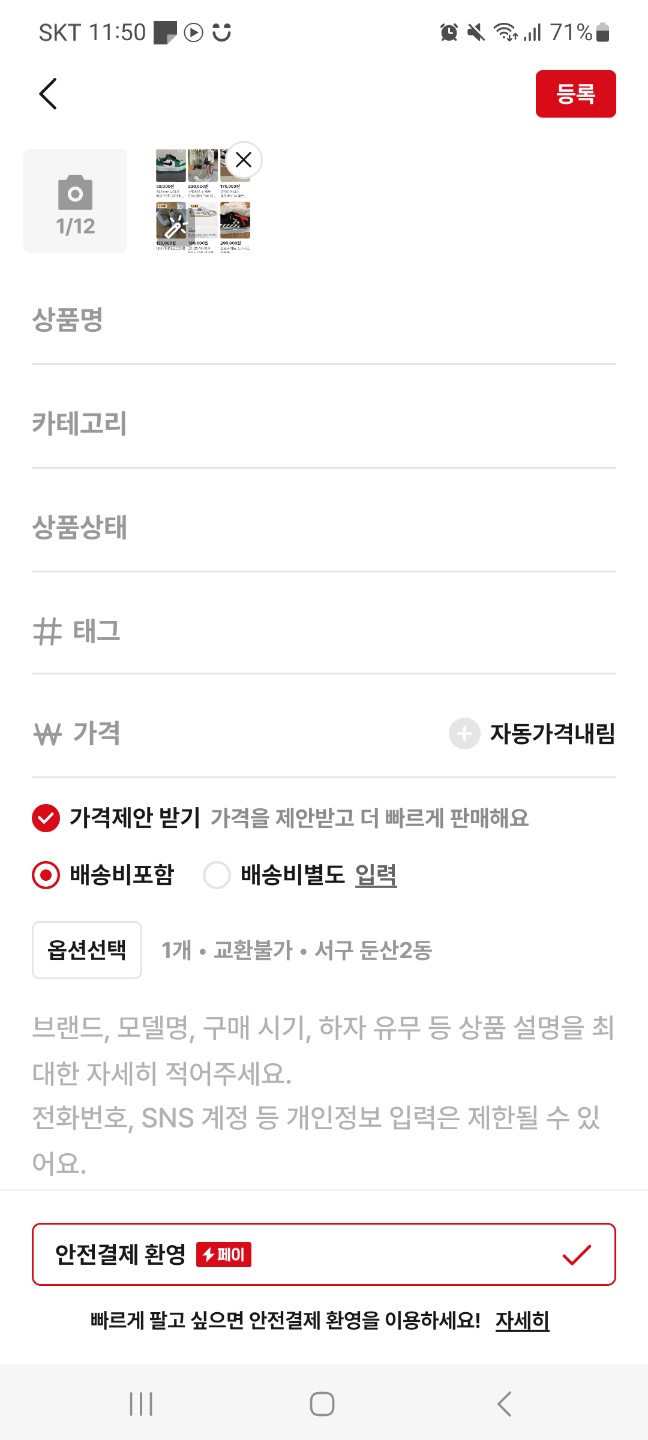 SKT 11:50
71%
등록
1/12
상품명
카테고리
상품상태
# 태그
₩ 가격
자동가격내림
가격제안 받기 가격을 제안받고 더 빠르게 판매해요
배송비포함 배송비별도 입력
옵션선택 1개 • 교환불가 • 서구 둔산2동
브랜드, 모델명, 구매 시기, 하자 유무 등 상품 설명을 최
대한 자세히 적어주세요.
전화번호, SNS 계정 등 개인정보 입력은 제한될 수 있
어요.
안전결제 환영 페이
빠르게 팔고 싶으면 안전결제 환영을 이용하세요! 자세히